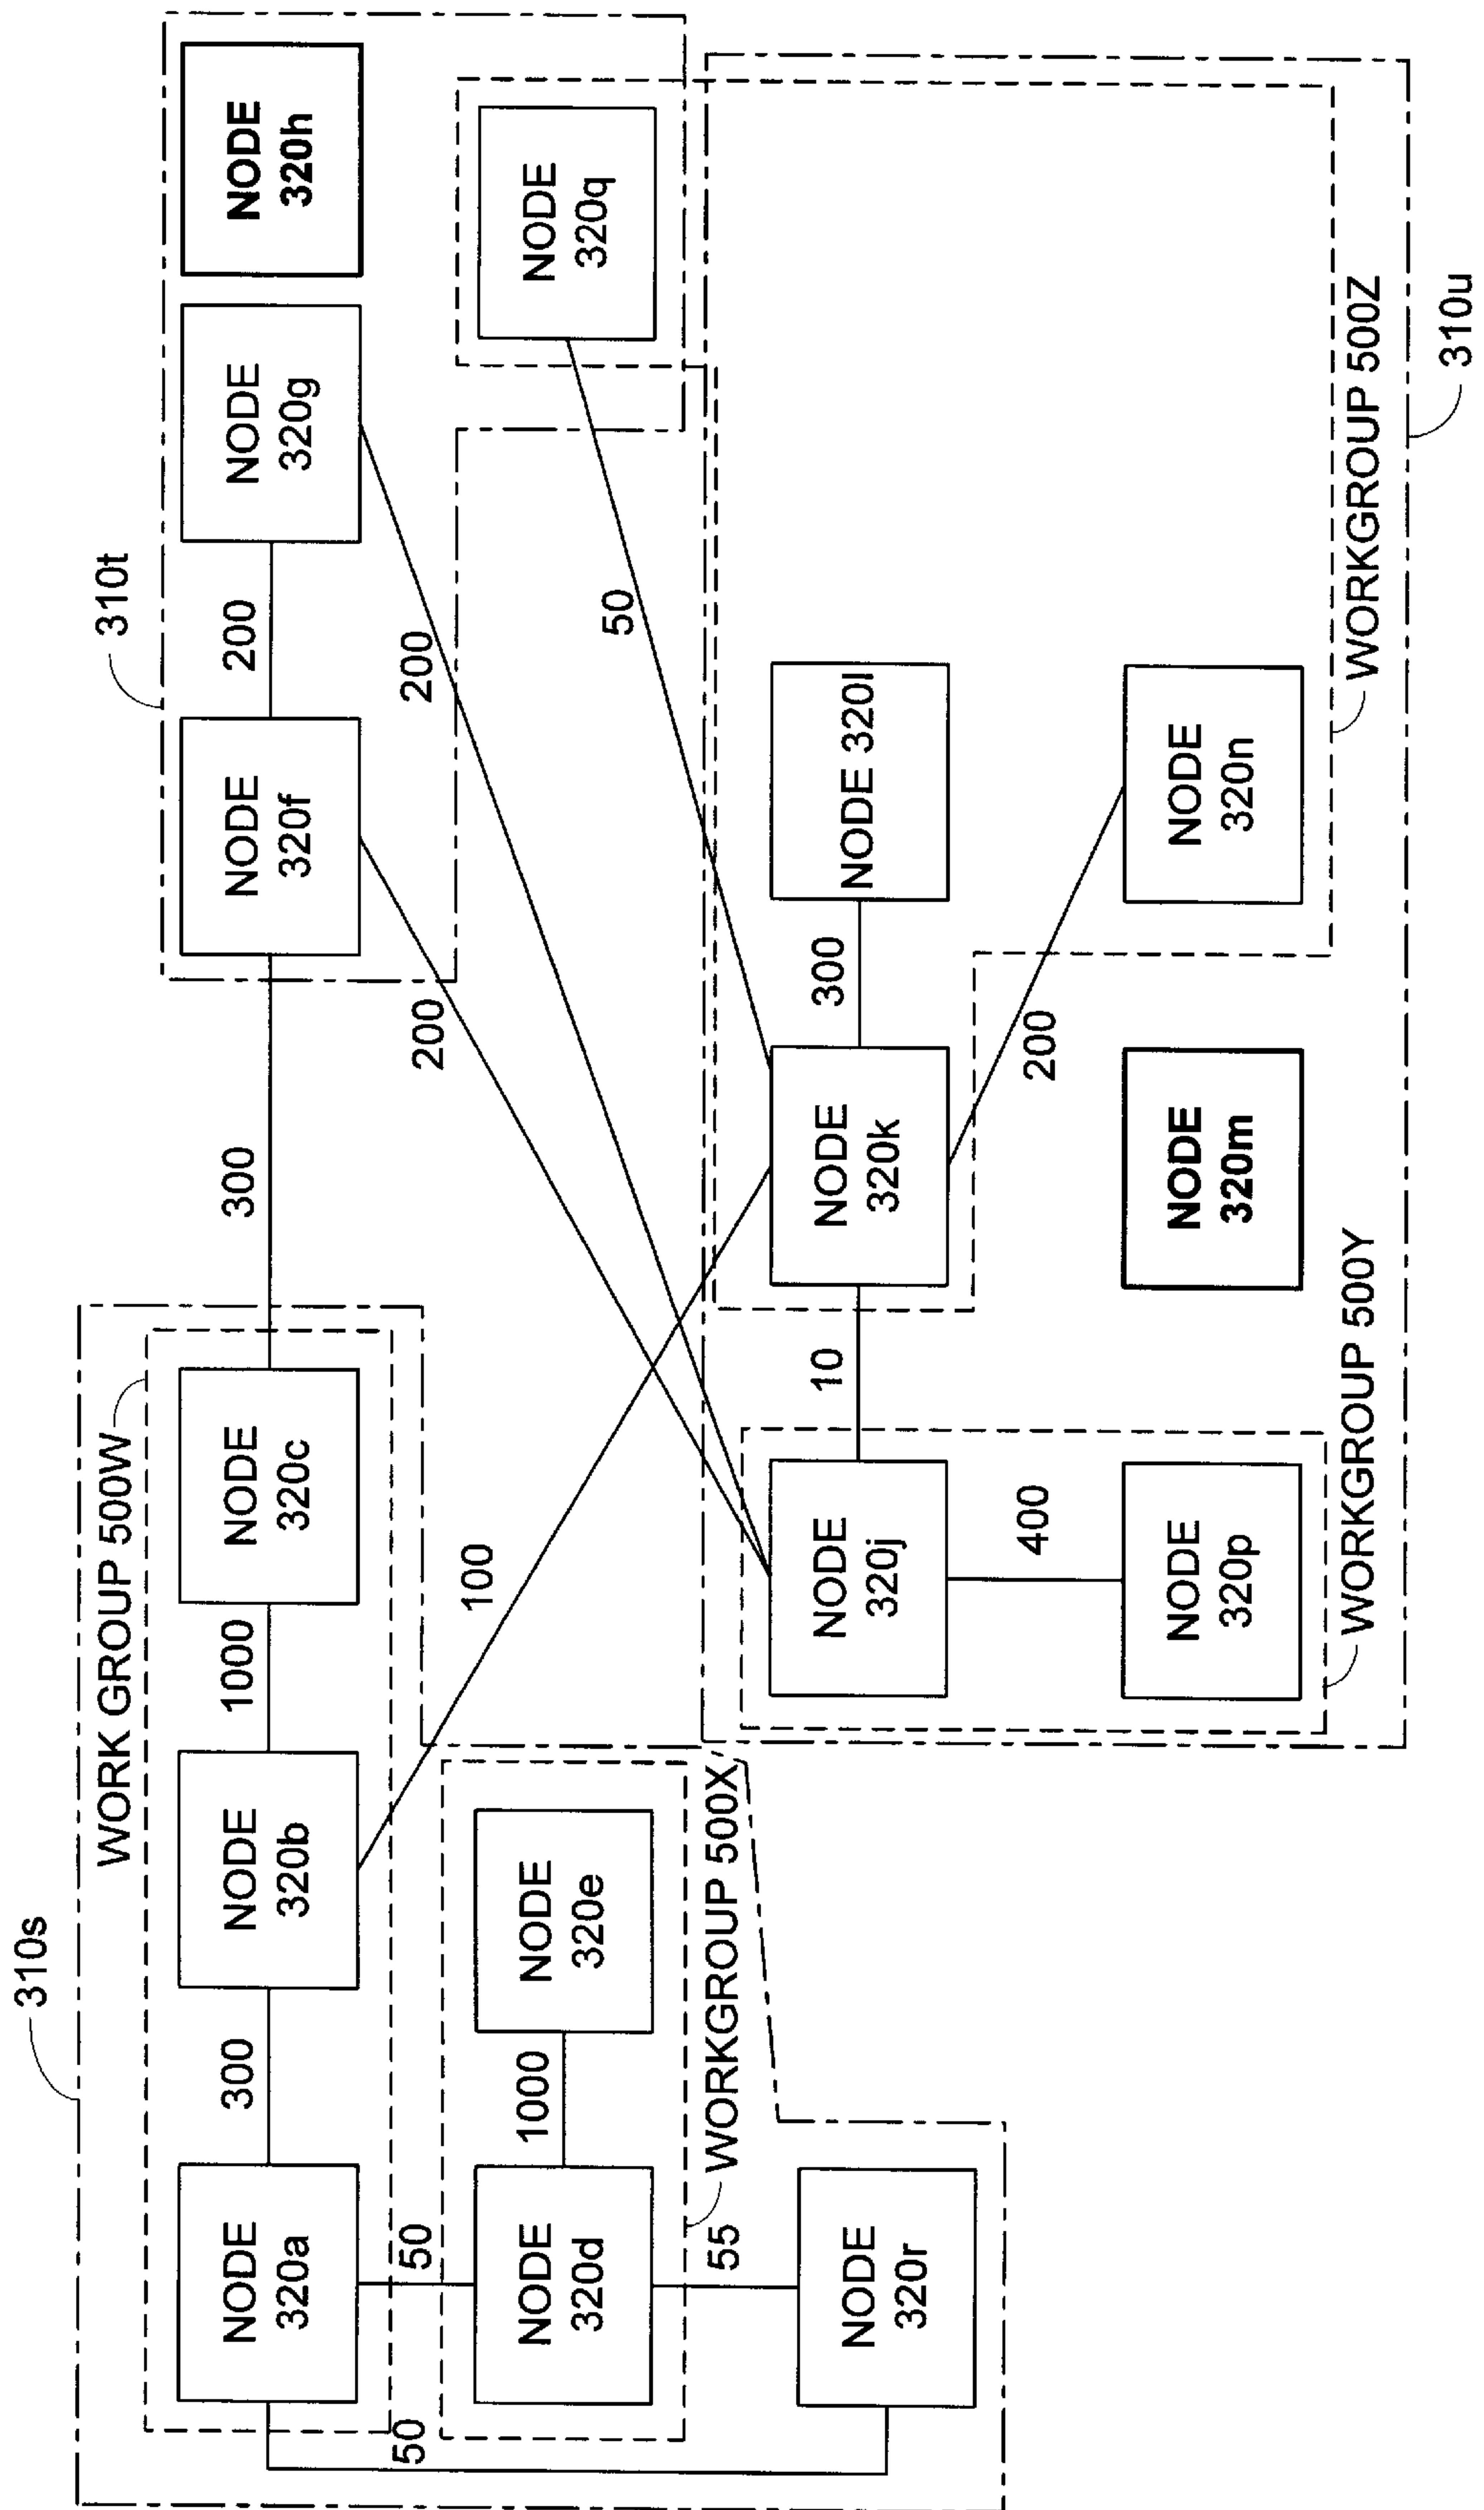 310s
WORK GROUP 500W
310t
NODE
320a
300
NODE
320b
1000
NODE
320c
300
NODE
320f
200
NODE
320g
NODE
320h
50
50
100
200
200
NODE
320d
1000
NODE
320e
50
NODE
320q
55
WORKGROUP 500X
NODE
320r
NODE
320j
10
NODE
320k
300
NODE 320l
400
200
NODE
320p
NODE
320m
NODE
320n
WORKGROUP 500Y
WORKGROUP 500Z
310u